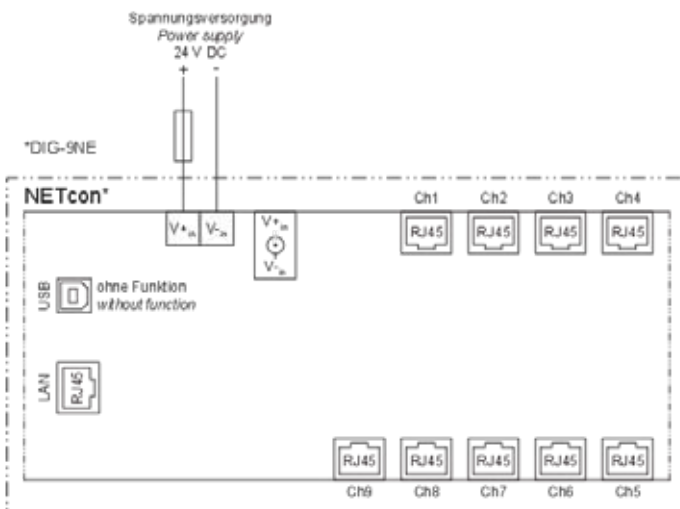 Spannungsversorgung
Power supply
24 V DC
+ -
*DIG-9NE
NETcon*
Ch1 Ch2 Ch3 Ch4
V+in V-in
V+in
V-in
RJ45 RJ45 RJ45 RJ45
USB
ohne Funktion
without function
LAN
RJ45
RJ45 RJ45 RJ45 RJ45 RJ45
Ch9 Ch8 Ch7 Ch6 Ch5